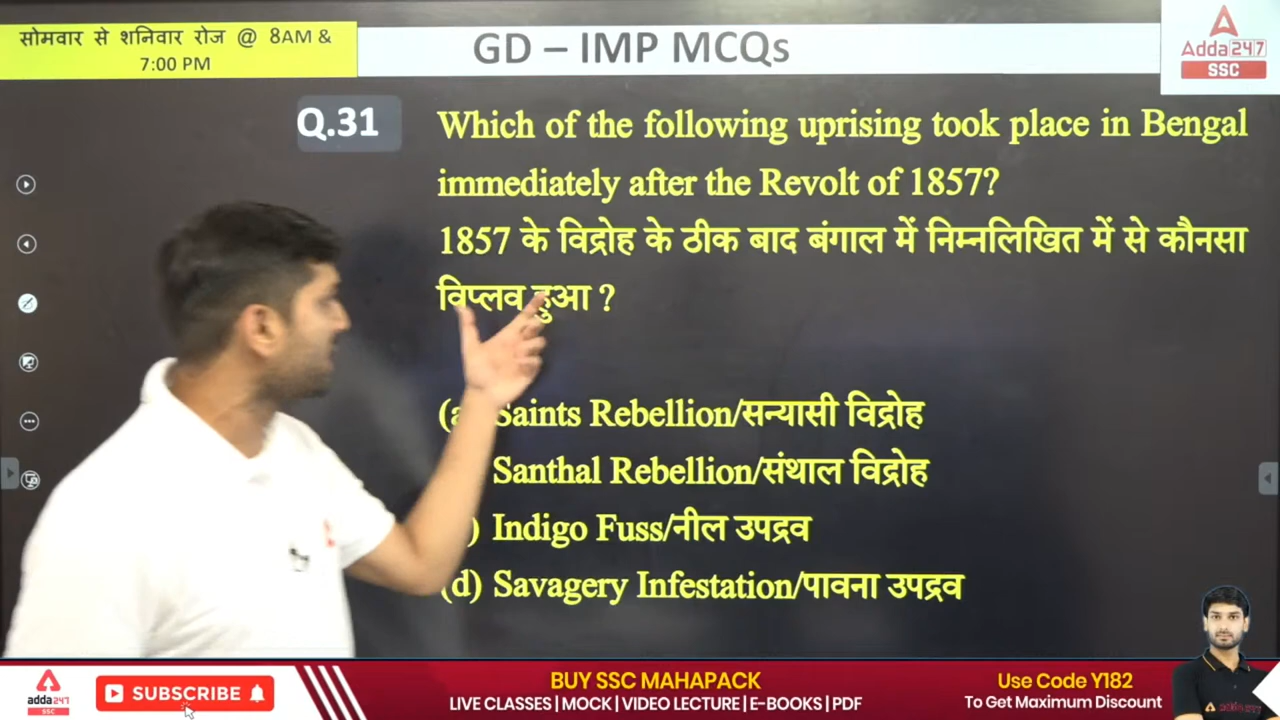 सोमवार से शनिवार रोज @ 8AM &
7:00 PM
GD – IMP MCQs
Adda247
SSC
Q.31
Which of the following uprising took place in Bengal
immediately after the Revolt of 1857?
1857 के विद्रोह के ठीक बाद बंगाल में निम्नलिखित में से कौनसा
विप्लव हुआ ?
(a) Saints Rebellion/सन्यासी विद्रोह
Santhal Rebellion/संथाल विद्रोह
) Indigo Fuss/नील उपद्रव
(d) Savagery Infestation/पावना उपद्रव
adda247
SSC
SUBSCRIBE
BUY SSC MAHAPACK
LIVE CLASSES | MOCK | VIDEO LECTURE | E-BOOKS | PDF
Use Code Y182
To Get Maximum Discount
adda247